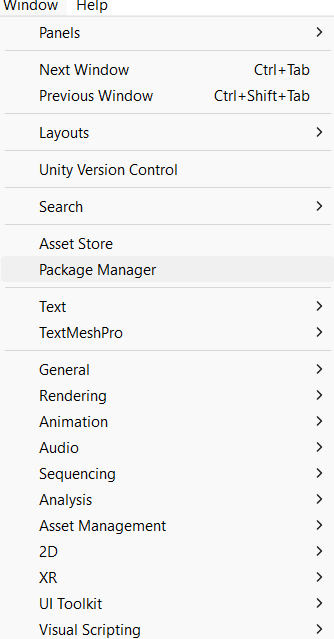 Window Help
Panels
Next Window Ctrl+Tab
Previous Window Ctrl+Shift+Tab
Layouts
Unity Version Control
Search
Asset Store
Package Manager
Text
TextMeshPro
General
Rendering
Animation
Audio
Sequencing
Analysis
Asset Management
2D
XR
UI Toolkit
Visual Scripting